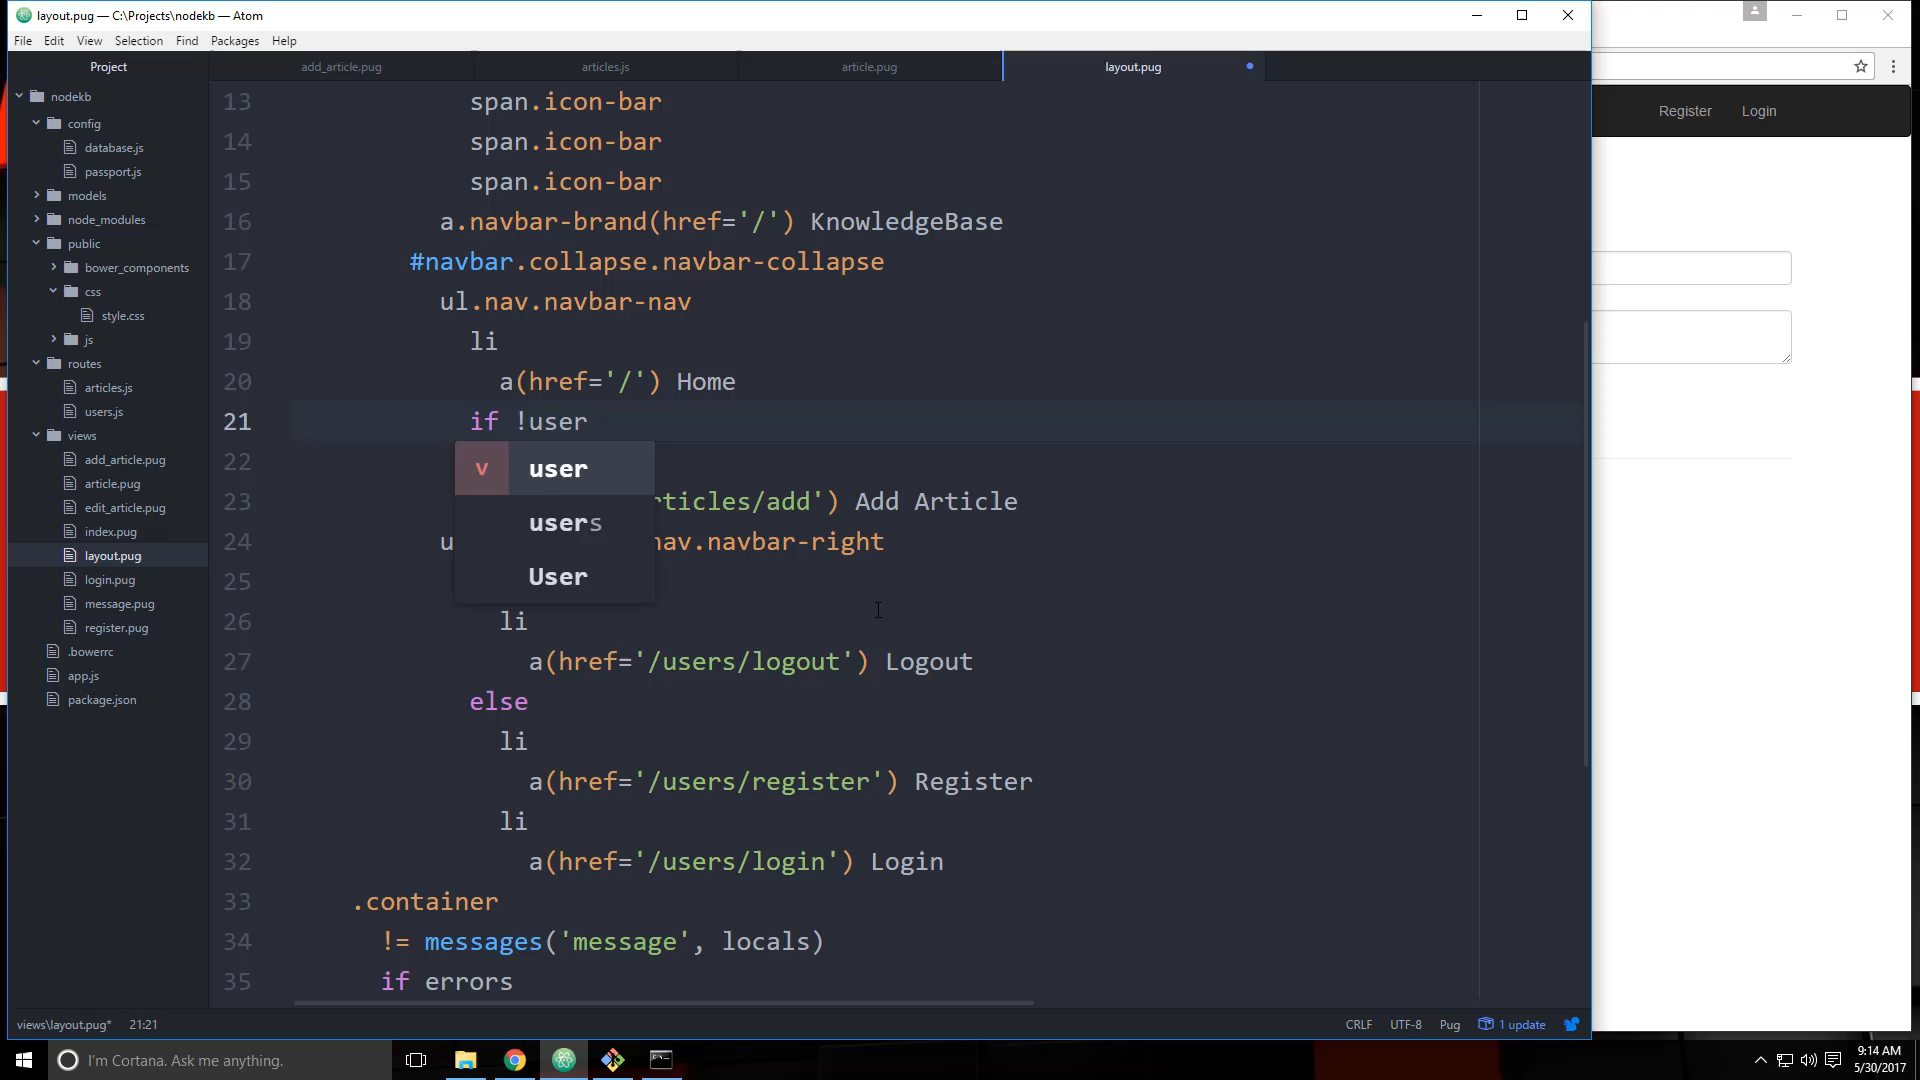 layout.pug — C:\Projects\nodekb — Atom
File Edit View Selection Find Packages Help
Project
add_article.pug articles.js article.pug layout.pug
nodekb
config
database.js
passport.js
models
node_modules
public
bower_components
css
style.css
js
routes
articles.js
users.js
views
add_article.pug
article.pug
edit_article.pug
index.pug
layout.pug
login.pug
message.pug
register.pug
.bowerrc
app.js
package.json
13 span.icon-bar
14 span.icon-bar
15 span.icon-bar
16 a.navbar-brand(href='/') KnowledgeBase
17 #navbar.collapse.navbar-collapse
18 ul.nav.navbar-nav
19 li
20 a(href='/') Home
21 if !user
22
23 rticles/add') Add Article
24 u nav.navbar-right
25
26 li
27 a(href='/users/logout') Logout
28 else
29 li
30 a(href='/users/register') Register
31 li
32 a(href='/users/login') Login
33 .container
34 != messages('message', locals)
35 if errors
v user
users
User
views\layout.pug* 21:21
CRLF UTF-8 Pug 1 update
Register Login
I'm Cortana. Ask me anything.
9:14 AM
5/30/2017